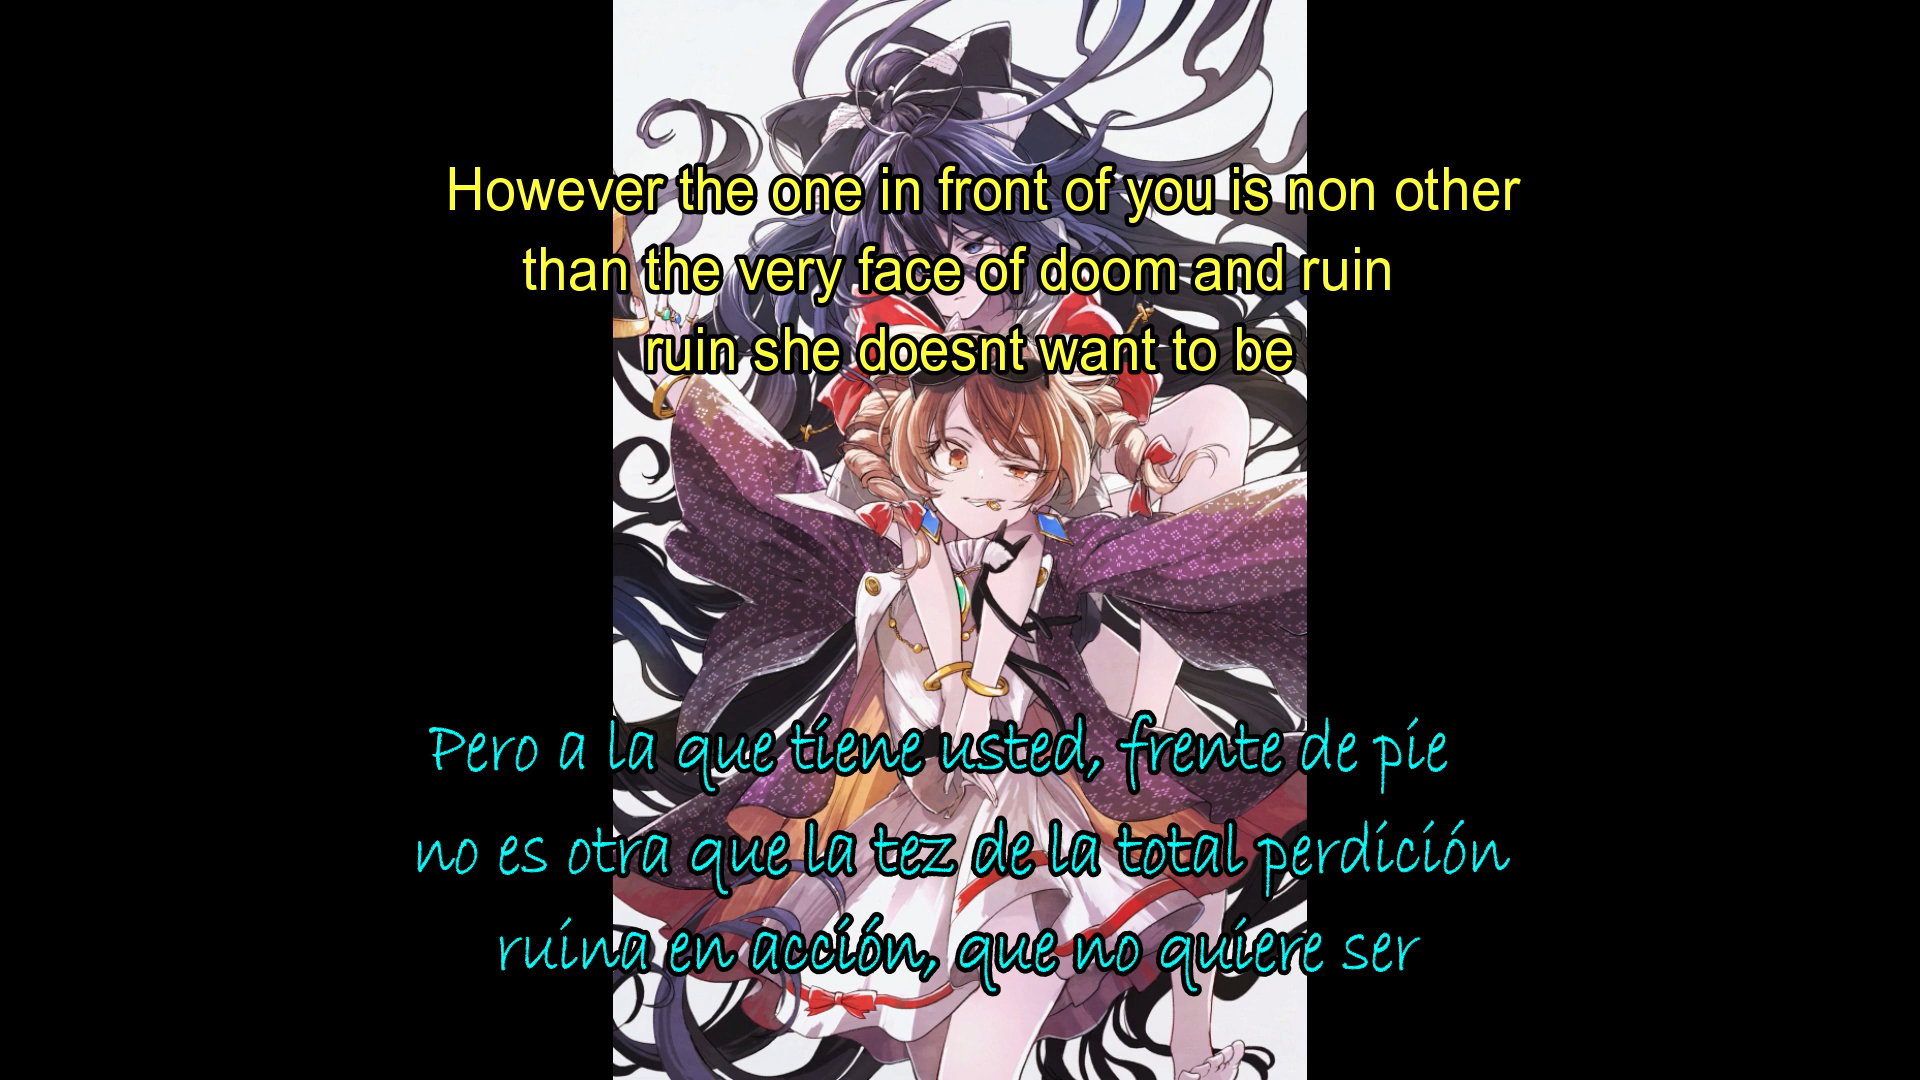 However the one in front of you is non other
than the very face of doom and ruin
ruin she doesnt want to be
Pero a la que tiene usted, frente de pie
no es otra que la tez de la total perdición
ruina en acción, que no quiere ser